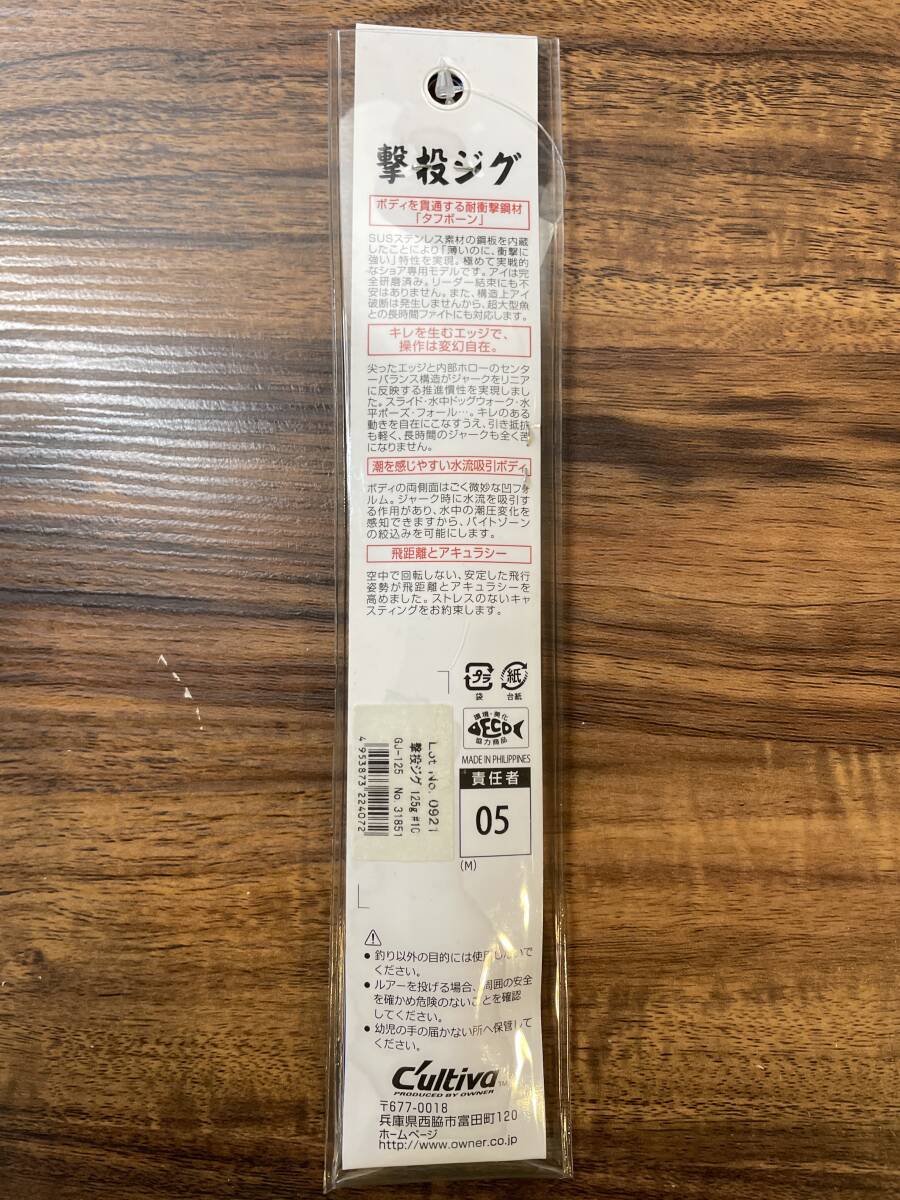 撃投ジグ
ボディを貫通する耐衝撃鋼材
「タフボーン」
SUSステンレス素材の鋼板を内蔵
したことにより「薄いのに、衝撃に
強い」特性を実現。極めて実戦的
なショア専用モデルです。アイは完
全研磨済み。リーダー結束にも不
安はありません。また、構造上アイ
破断は発生しませんから、超大型魚
との長時間ファイトにも対応します。
キレを生むエッジで、
操作は変幻自在。
尖ったエッジと内部ホローのセンタ
ーバランス構造がジャークをリニア
に反映する推進慣性を実現しまし
た。スライド・水中ドッグウォーク・水
平ポーズ・フォール…。キレのある
動きを自在にこなすうえ、引き抵抗
も軽く、長時間のジャークも全く苦
になりません。
潮を感じやすい水流吸引ボディ
ボディの両側面はごく微妙な凹フォ
ルム。ジャーク時に水流を吸引す
る作用があり、水中の潮圧変化を
感知できますから、バイトゾーン
の絞込みを可能にします。
飛距離とアキュラシー
空中で回転しない、安定した飛行
姿勢が飛距離とアキュラシーを
高めました。ストレスのないキャ
スティングをお約束します。
プラ
袋
紙
台紙
環境・美化
ECO
協力商品
MADE IN PHILIPPINES
責任者
05
(M)
Lot No. 0921
撃投ジグ 125g #10
GJ-125 No. 31851
4 953873 224072
●釣り以外の目的には使用しないで
ください。
●ルアーを投げる場合、周囲の安全
を確かめ危険のないことを確認
してください。
●幼児の手の届かない所へ保管して
ください。
C'ultiva™
PRODUCED BY OWNER
〒677-0018
兵庫県西脇市富田町120
ホームページ
http://www.owner.co.jp